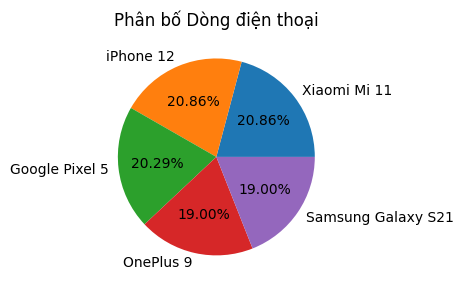 Phân bố Dòng điện thoại
iPhone 12
Xiaomi Mi 11
20.86%
20.86%
Google Pixel 5
20.29%
19.00%
19.00%
Samsung Galaxy S21
OnePlus 9